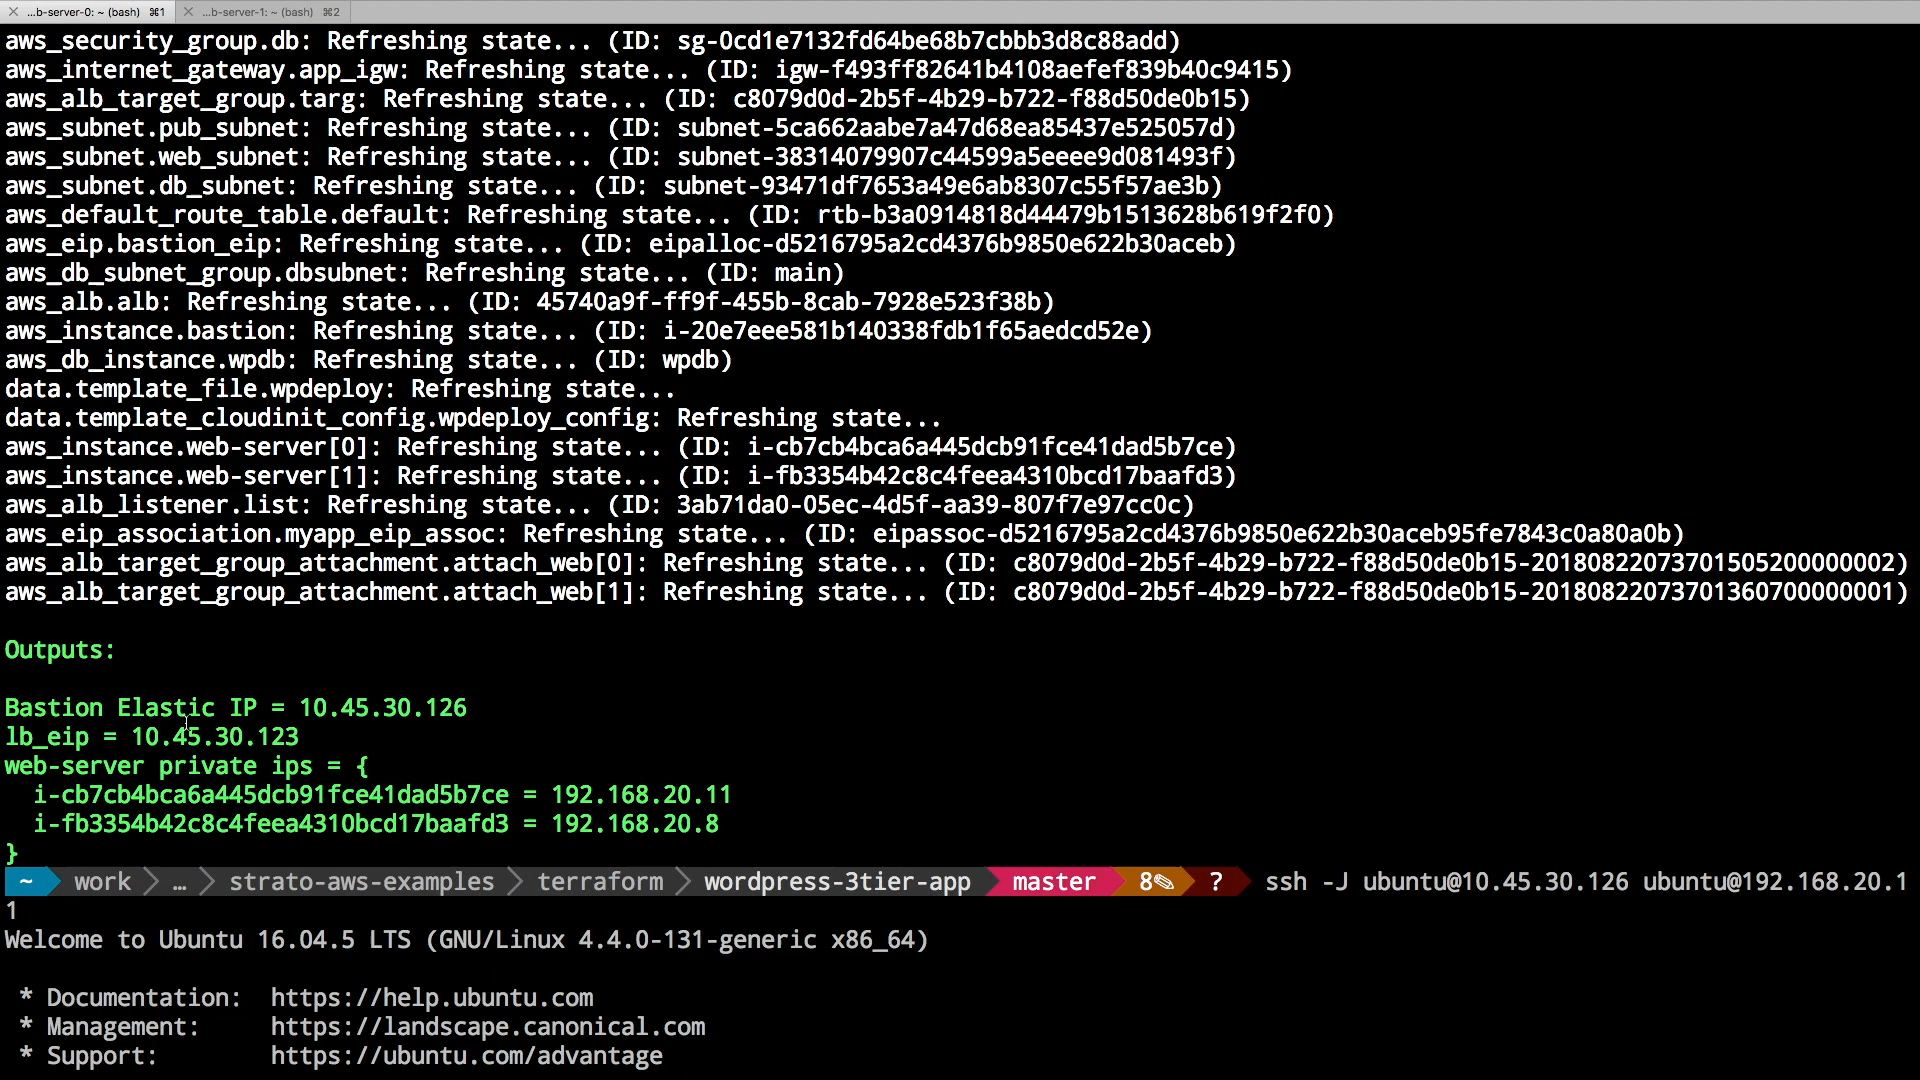 ...b-server-0: ~ (bash) ⌘1 ...b-server-1: ~ (bash) ⌘2
aws_security_group.db: Refreshing state... (ID: sg-0cd1e7132fd64be68b7cbbb3d8c88add)
aws_internet_gateway.app_igw: Refreshing state... (ID: igw-f493ff82641b4108aefef839b40c9415)
aws_alb_target_group.targ: Refreshing state... (ID: c8079d0d-2b5f-4b29-b722-f88d50de0b15)
aws_subnet.pub_subnet: Refreshing state... (ID: subnet-5ca662aabe7a47d68ea85437e525057d)
aws_subnet.web_subnet: Refreshing state... (ID: subnet-38314079907c44599a5eeee9d081493f)
aws_subnet.db_subnet: Refreshing state... (ID: subnet-93471df7653a49e6ab8307c55f57ae3b)
aws_default_route_table.default: Refreshing state... (ID: rtb-b3a0914818d44479b1513628b619f2f0)
aws_eip.bastion_eip: Refreshing state... (ID: eipalloc-d5216795a2cd4376b9850e622b30aceb)
aws_db_subnet_group.dbsubnet: Refreshing state... (ID: main)
aws_alb.alb: Refreshing state... (ID: 45740a9f-ff9f-455b-8cab-7928e523f38b)
aws_instance.bastion: Refreshing state... (ID: i-20e7eee581b140338fdb1f65aedcd52e)
aws_db_instance.wpdb: Refreshing state... (ID: wpdb)
data.template_file.wpdeploy: Refreshing state...
data.template_cloudinit_config.wpdeploy_config: Refreshing state...
aws_instance.web-server[0]: Refreshing state... (ID: i-cb7cb4bca6a445dcb91fce41dad5b7ce)
aws_instance.web-server[1]: Refreshing state... (ID: i-fb3354b42c8c4feea4310bcd17baafd3)
aws_alb_listener.list: Refreshing state... (ID: 3ab71da0-05ec-4d5f-aa39-807f7e97cc0c)
aws_eip_association.myapp_eip_assoc: Refreshing state... (ID: eipassoc-d5216795a2cd4376b9850e622b30aceb95fe7843c0a80a0b)
aws_alb_target_group_attachment.attach_web[0]: Refreshing state... (ID: c8079d0d-2b5f-4b29-b722-f88d50de0b15-20180822073701505200000002)
aws_alb_target_group_attachment.attach_web[1]: Refreshing state... (ID: c8079d0d-2b5f-4b29-b722-f88d50de0b15-20180822073701360700000001)
Outputs:
Bastion Elastic IP = 10.45.30.126
lb_eip = 10.45.30.123
web-server private ips = {
i-cb7cb4bca6a445dcb91fce41dad5b7ce = 192.168.20.11
i-fb3354b42c8c4feea4310bcd17baafd3 = 192.168.20.8
}
~ work … strato-aws-examples terraform wordpress-3tier-app master 8✎ ? ssh -J ubuntu@10.45.30.126 ubuntu@192.168.20.1
1
Welcome to Ubuntu 16.04.5 LTS (GNU/Linux 4.4.0-131-generic x86_64)
* Documentation: https://help.ubuntu.com
* Management: https://landscape.canonical.com
* Support: https://ubuntu.com/advantage